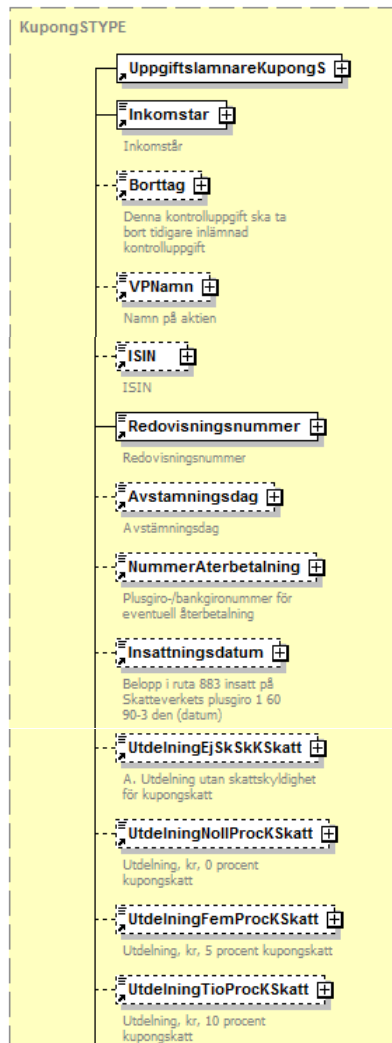 KupongSTYPE
UppgiftslamnareKupongS
Inkomstar
Inkomstår
Borttag
Denna kontrolluppgift ska ta
bort tidigare inlämnad
kontrolluppgift
VPNamn
Namn på aktien
ISIN
ISIN
Redovisningsnummer
Redovisningsnummer
Avstamningsdag
Avstämningsdag
NummerAterbetalning
Plusgiro-/bankgironummer för
eventuell återbetalning
Insattningsdatum
Belopp i ruta 883 insatt på
Skatteverkets plusgiro 1 60
90-3 den (datum)
UtdelningEjSkSkKSkatt
A. Utdelning utan skattskyldighet
för kupongskatt
UtdelningNollProcKSkatt
Utdelning, kr, 0 procent
kupongskatt
UtdelningFemProcKSkatt
Utdelning, kr, 5 procent kupongskatt
UtdelningTioProcKSkatt
Utdelning, kr, 10 procent
kupongskatt